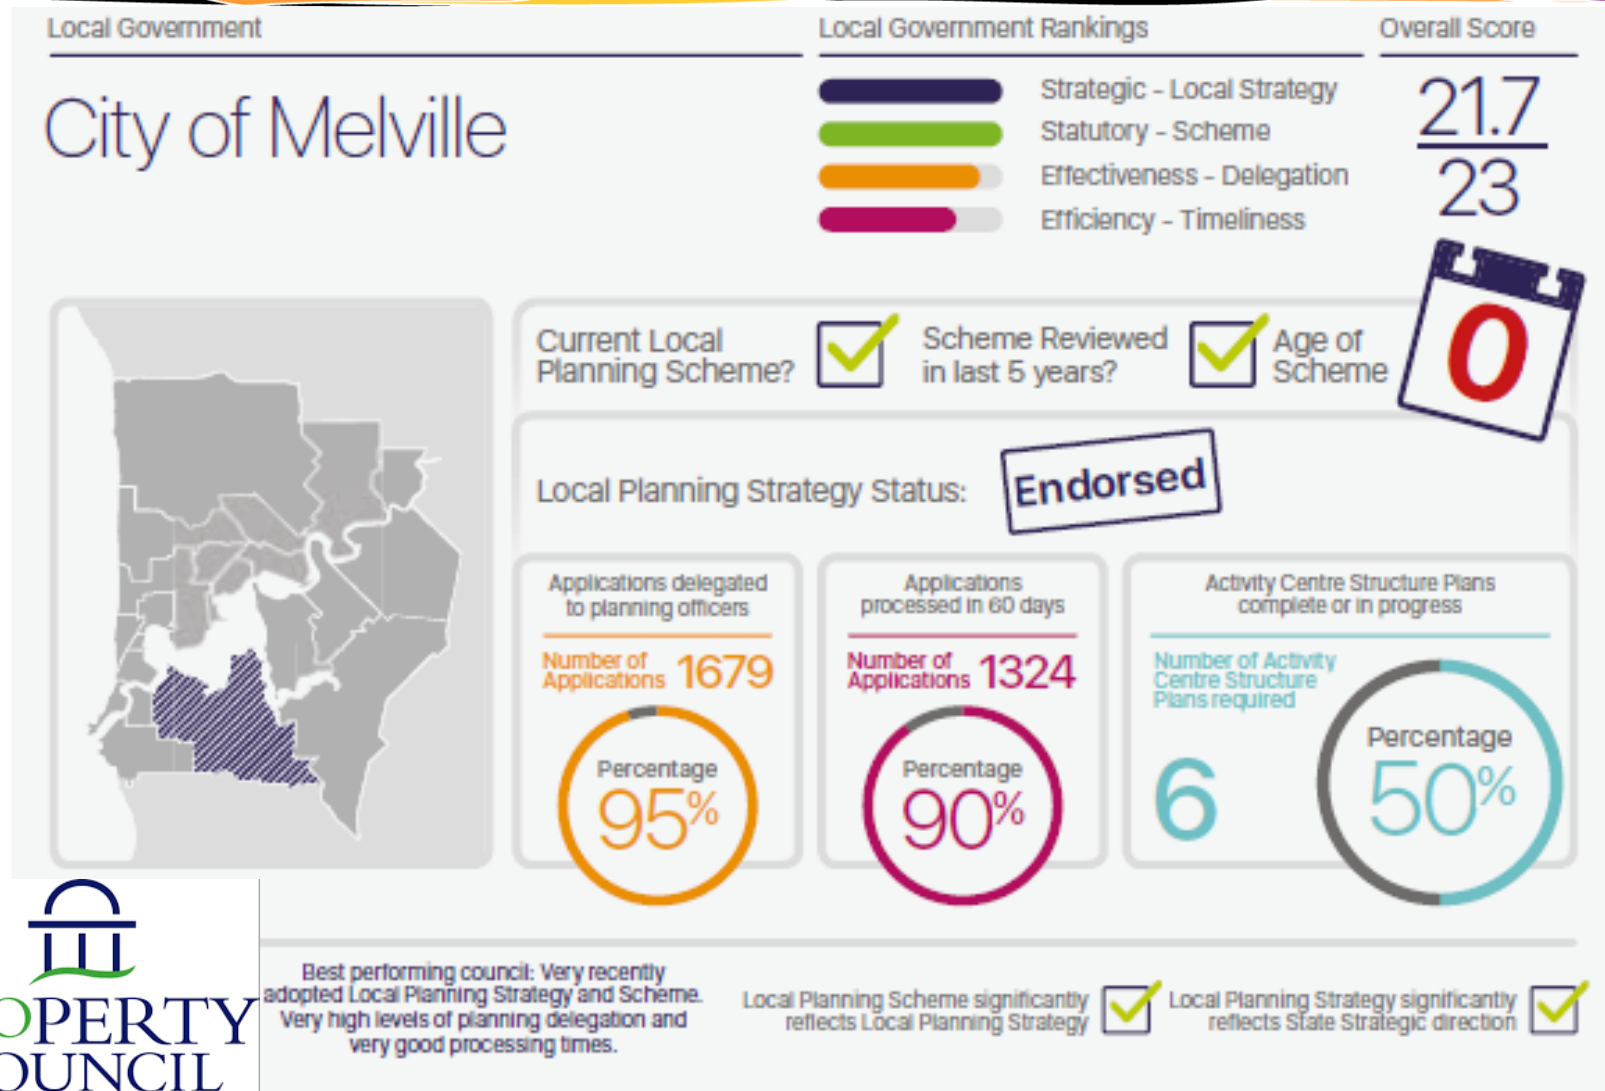 Local Government
Local Government Rankings
Overall Score
City of Melville
Strategic - Local Strategy
Statutory - Scheme
Effectiveness - Delegation
Efficiency - Timeliness
21.7
23
Current Local
Planning Scheme?
Scheme Reviewed
in last 5 years?
Age of
Scheme
0
Local Planning Strategy Status:
Endorsed
Applications delegated
to planning officers
Number of
Applications 1679
Percentage
95%
Applications
processed in 60 days
Number of
Applications 1324
Percentage
90%
Activity Centre Structure Plans
complete or in progress
Number of Activity
Centre Structure
Plans required
6
Percentage
50%
OPERTY
OUNCIL
Best performing council: Very recently
adopted Local Planning Strategy and Scheme.
Very high levels of planning delegation and
very good processing times.
Local Planning Scheme significantly
reflects Local Planning Strategy
Local Planning Strategy significantly
reflects State Strategic direction